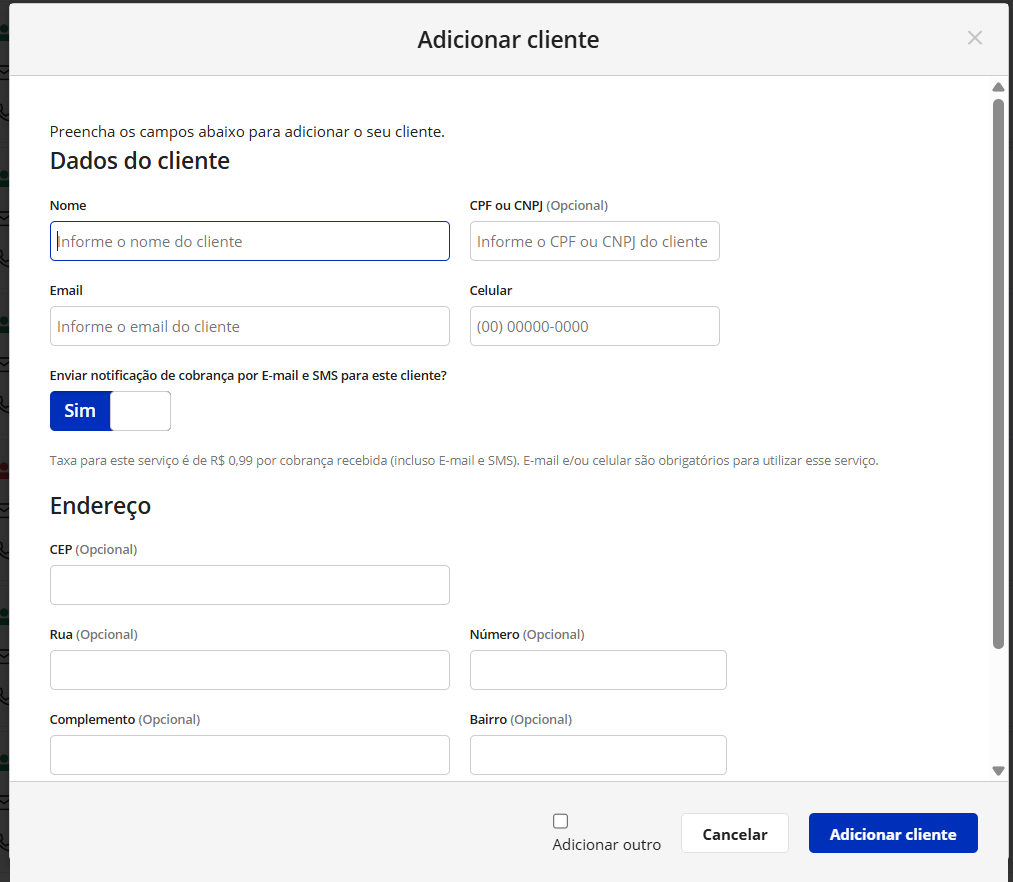 Adicionar cliente
Preencha os campos abaixo para adicionar o seu cliente.
Dados do cliente
Nome
CPF ou CNPJ (Opcional)
Informe o nome do cliente
Informe o CPF ou CNPJ do cliente
Email
Celular
Informe o email do cliente
(00) 00000-0000
Enviar notificação de cobrança por E-mail e SMS para este cliente?
Sim
Taxa para este serviço é de R$ 0,99 por cobrança recebida (incluso E-mail e SMS). E-mail e/ou celular são obrigatórios para utilizar esse serviço.
Endereço
CEP (Opcional)
Rua (Opcional)
Número (Opcional)
Complemento (Opcional)
Bairro (Opcional)
Adicionar outro
Cancelar
Adicionar cliente